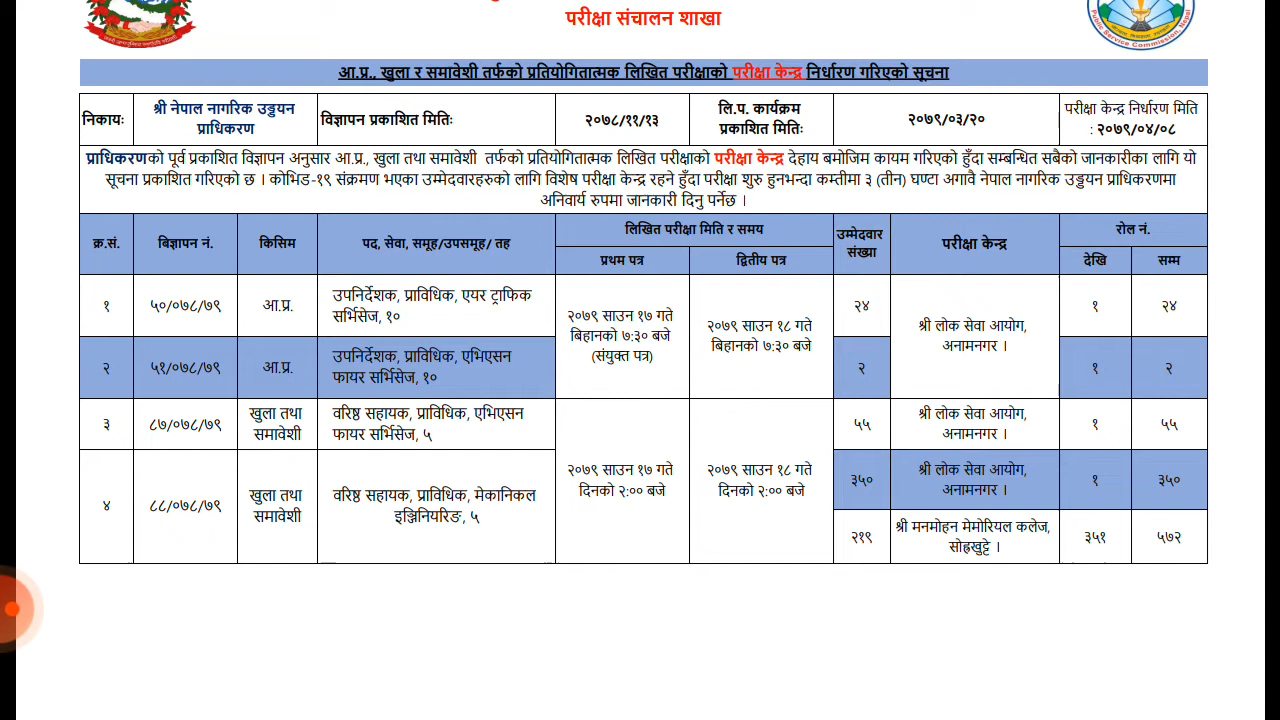 परीक्षा संचालन शाखा
Public Service Commission, Nepal
आ.प्र., खुला र समावेशी तर्फको प्रतियोगितात्मक लिखित परीक्षाको परीक्षा केन्द्र निर्धारण गरिएको सूचना
निकायः
श्री नेपाल नागरिक उड्डयन
प्राधिकरण
विज्ञापन प्रकाशित मितिः
२०७८/११/१३
लि.प. कार्यक्रम
प्रकाशित मितिः
२०७९/०३/२०
परीक्षा केन्द्र निर्धारण मिति
: २०७९/०४/०८
प्राधिकरणको पूर्व प्रकाशित विज्ञापन अनुसार आ.प्र., खुला तथा समावेशी तर्फको प्रतियोगितात्मक लिखित परीक्षाको परीक्षा केन्द्र देहाय बमोजिम कायम गरिएको हुँदा सम्बन्धित सबैको जानकारीका लागि यो
सूचना प्रकाशित गरिएको छ । कोभिड-१९ संक्रमण भएका उम्मेदवारहरुको लागि विशेष परीक्षा केन्द्र रहने हुँदा परीक्षा शुरु हुनभन्दा कम्तीमा ३ (तीन) घण्टा अगावै नेपाल नागरिक उड्डयन प्राधिकरणमा
अनिवार्य रुपमा जानकारी दिनु पर्नेछ ।
क्र.सं.
बिज्ञापन नं.
किसिम
पद, सेवा, समूह/उपसमूह/ तह
लिखित परीक्षा मिति र समय
प्रथम पत्र
द्वितीय पत्र
उम्मेदवार
संख्या
परीक्षा केन्द्र
रोल नं.
देखि
सम्म
१
५०/०७८/७९
आ.प्र.
उपनिर्देशक, प्राविधिक, एयर ट्राफिक
सर्भिसेज, १०
२०७९ साउन १७ गते
बिहानको ७:३० बजे
(संयुक्त पत्र)
२०७९ साउन १८ गते
बिहानको ७:३० बजे
२४
श्री लोक सेवा आयोग,
अनामनगर ।
१
२४
२
५१/०७८/७९
आ.प्र.
उपनिर्देशक, प्राविधिक, एभिएसन
फायर सर्भिसेज, १०
२
१
२
३
८७/०७८/७९
खुला तथा
समावेशी
वरिष्ठ सहायक, प्राविधिक, एभिएसन
फायर सर्भिसेज, ५
२०७९ साउन १७ गते
दिनको २:०० बजे
२०७९ साउन १८ गते
दिनको २:०० बजे
५५
श्री लोक सेवा आयोग,
अनामनगर ।
१
५५
४
८८/०७८/७९
खुला तथा
समावेशी
वरिष्ठ सहायक, प्राविधिक, मेकानिकल
इञ्जिनियरिङ, ५
३५०
श्री लोक सेवा आयोग,
अनामनगर ।
१
३५०
२१९
श्री मनमोहन मेमोरियल कलेज,
सोह्रखुट्टे ।
३५१
५७२